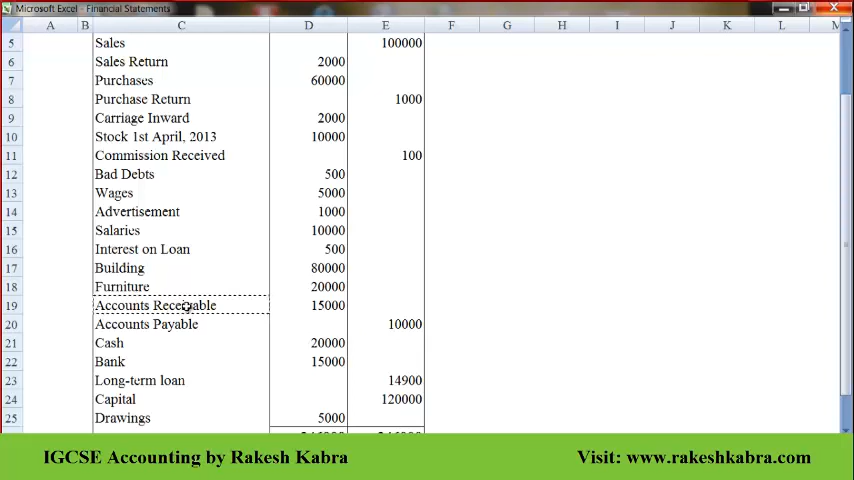 Microsoft Excel - Financial Statements
A C D E F G H I J K L M
5 Sales 100000
6 Sales Return 2000
7 Purchases 60000
8 Purchase Return 1000
9 Carriage Inward 2000
10 Stock 1st April, 2013 10000
11 Commission Received 100
12 Bad Debts 500
13 Wages 5000
14 Advertisement 1000
15 Salaries 10000
16 Interest on Loan 500
17 Building 80000
18 Furniture 20000
19 Accounts Receivable 15000
20 Accounts Payable 10000
21 Cash 20000
22 Bank 15000
23 Long-term loan 14900
24 Capital 120000
25 Drawings 5000
IGCSE Accounting by Rakesh Kabra Visit: www.rakeshkabra.com